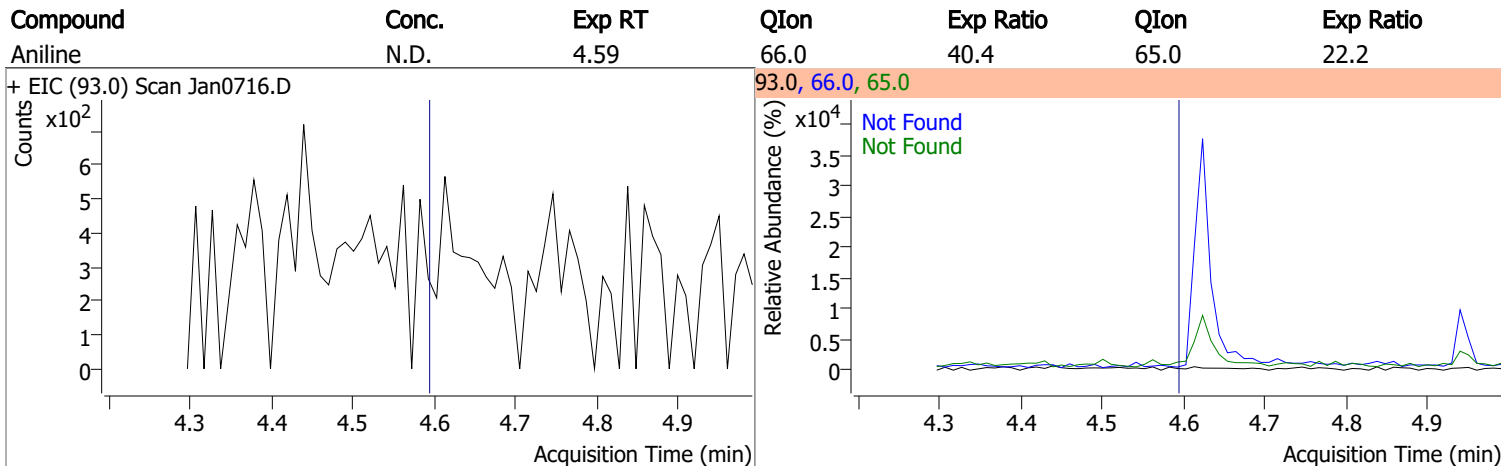 Compound Conc. Exp RT QIon Exp Ratio QIon Exp Ratio
Aniline N.D. 4.59 66.0 40.4 65.0 22.2
+ EIC (93.0) Scan Jan0716.D
Counts
x10²
6
5
4
3
2
1
0
4.3 4.4 4.5 4.6 4.7 4.8 4.9
Acquisition Time (min)
93.0, 66.0, 65.0
Relative Abundance (%)
x10⁴
Not Found
Not Found
3.5
3
2.5
2
1.5
1
0.5
0
4.3 4.4 4.5 4.6 4.7 4.8 4.9
Acquisition Time (min)